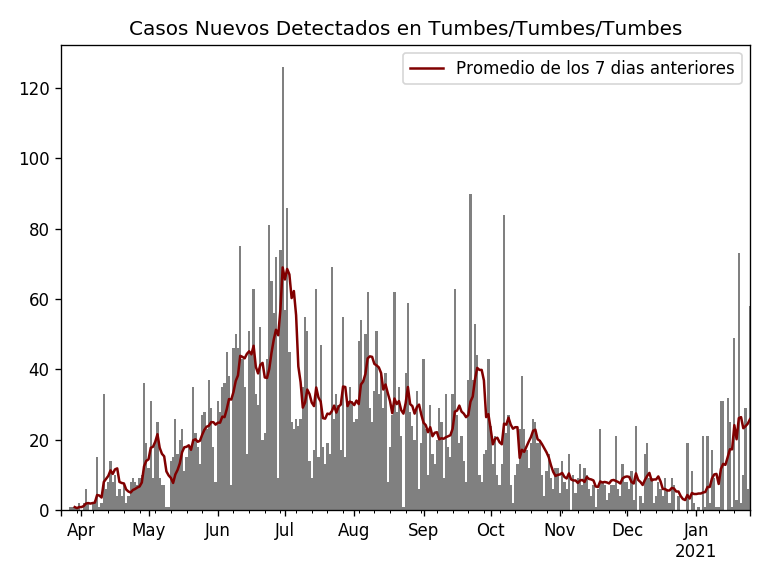 Casos Nuevos Detectados en Tumbes/Tumbes/Tumbes
Promedio de los 7 dias anteriores
120
100
80
60
40
20
0
Apr May Jun Jul Aug Sep Oct Nov Dec Jan
2021